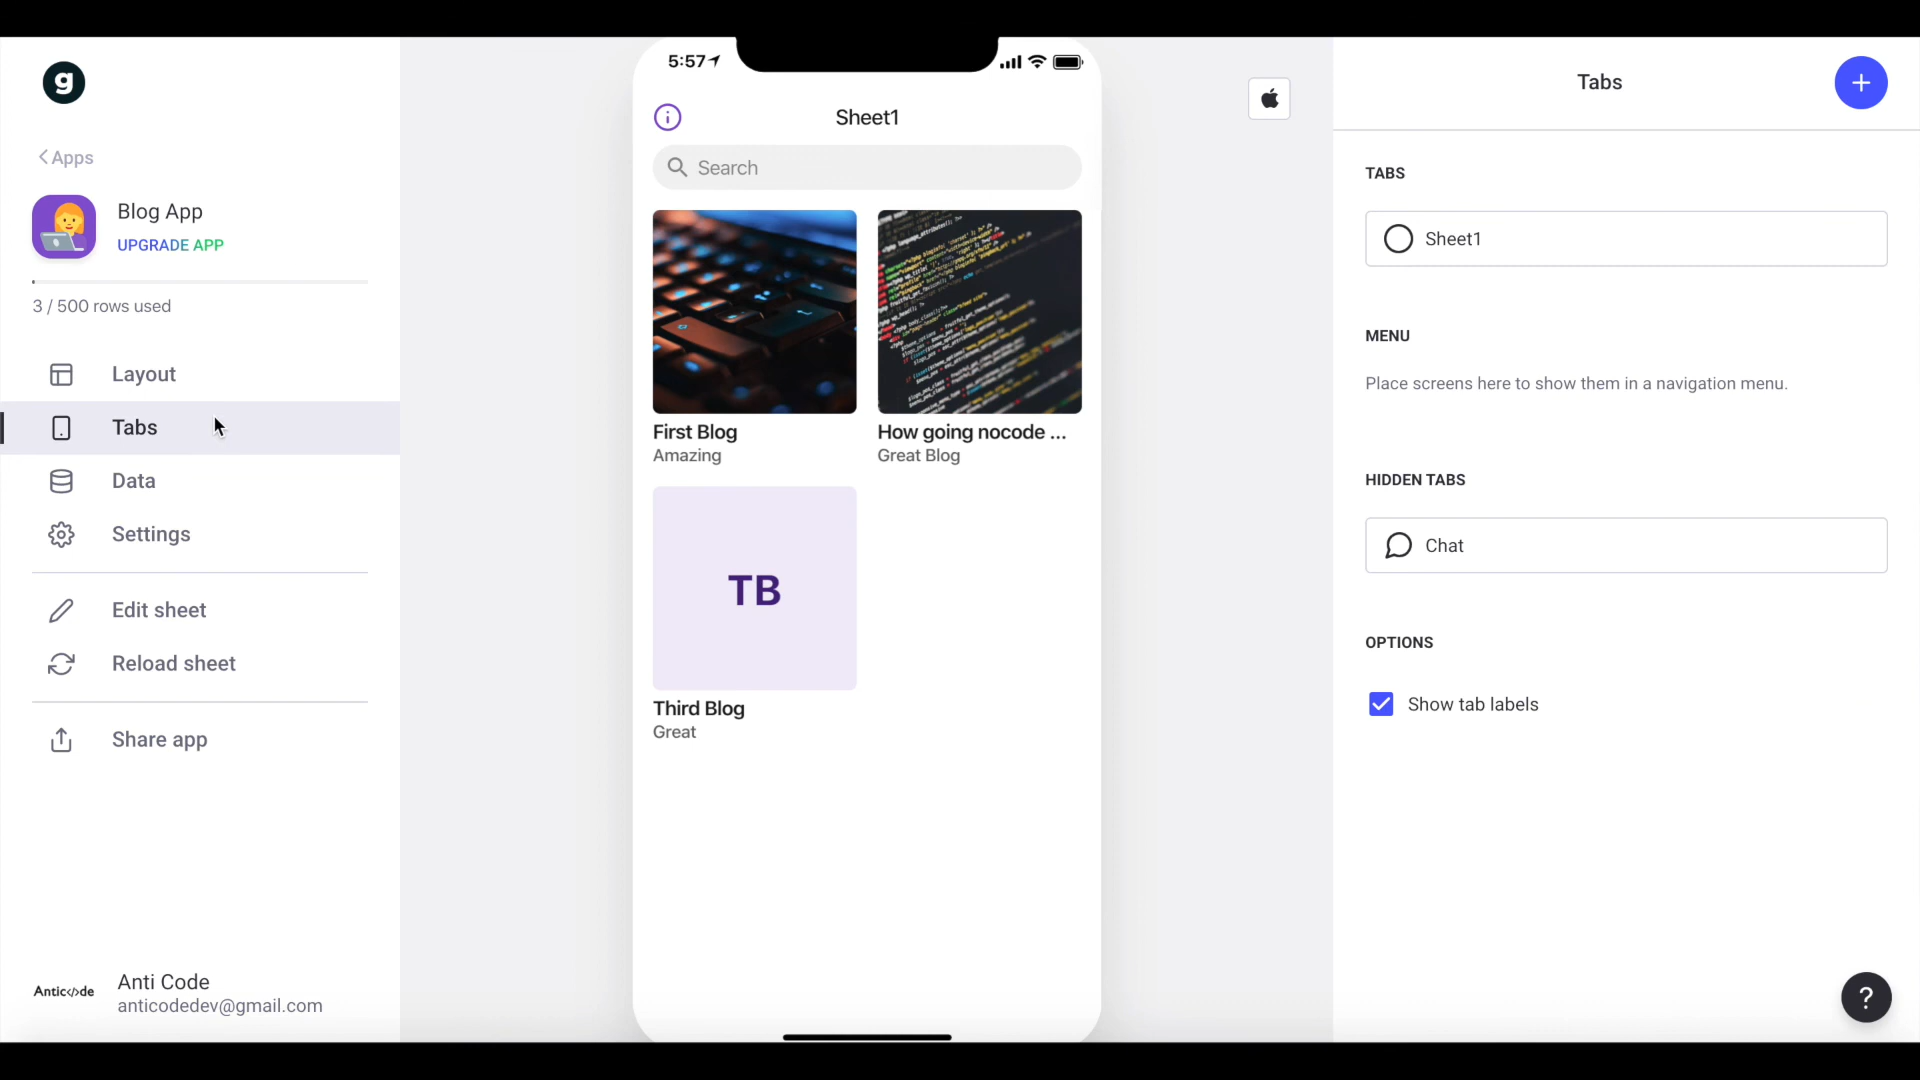 g
Apps
Blog App
UPGRADE APP
3 / 500 rows used
Layout
Tabs
Data
Settings
Edit sheet
Reload sheet
Share app
Antic</>de
Anti Code
anticodedev@gmail.com
5:57
Sheet1
Search
First Blog
Amazing
How going nocode ...
Great Blog
TB
Third Blog
Great
Tabs
TABS
Sheet1
MENU
Place screens here to show them in a navigation menu.
HIDDEN TABS
Chat
OPTIONS
Show tab labels
?